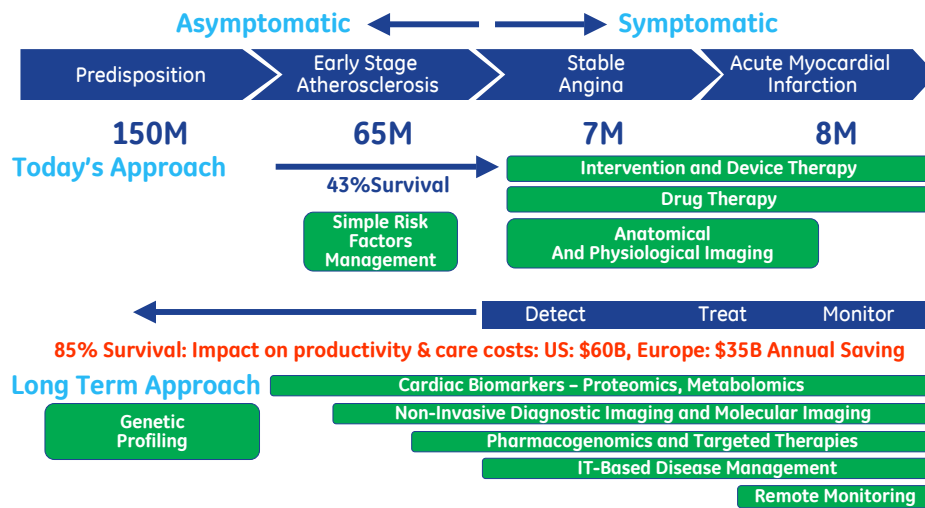 Asymptomatic
Symptomatic
Predisposition
Early Stage
Atherosclerosis
Stable
Angina
Acute Myocardial
Infarction
150M
65M
7M
8M
Today's Approach
43%Survival
Intervention and Device Therapy
Drug Therapy
Simple Risk
Factors
Management
Anatomical
And Physiological Imaging
Detect
Treat
Monitor
85% Survival: Impact on productivity & care costs: US: $60B, Europe: $35B Annual Saving
Long Term Approach
Cardiac Biomarkers – Proteomics, Metabolomics
Genetic
Profiling
Non-Invasive Diagnostic Imaging and Molecular Imaging
Pharmacogenomics and Targeted Therapies
IT-Based Disease Management
Remote Monitoring